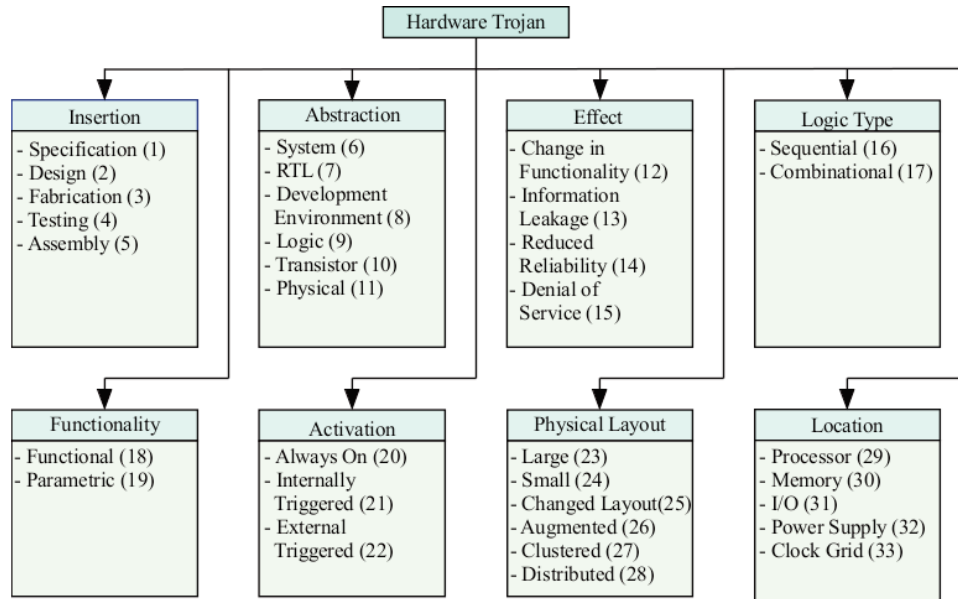 Hardware Trojan
Insertion
- Specification (1)
- Design (2)
- Fabrication (3)
- Testing (4)
- Assembly (5)
Abstraction
- System (6)
- RTL (7)
- Development
Environment (8)
- Logic (9)
- Transistor (10)
- Physical (11)
Effect
- Change in
Functionality (12)
- Information
Leakage (13)
- Reduced
Reliability (14)
- Denial of
Service (15)
Logic Type
- Sequential (16)
- Combinational (17)
Functionality
- Functional (18)
- Parametric (19)
Activation
- Always On (20)
- Internally
Triggered (21)
- External
Triggered (22)
Physical Layout
- Large (23)
- Small (24)
- Changed Layout(25)
- Augmented (26)
- Clustered (27)
- Distributed (28)
Location
- Processor (29)
- Memory (30)
- I/O (31)
- Power Supply (32)
- Clock Grid (33)